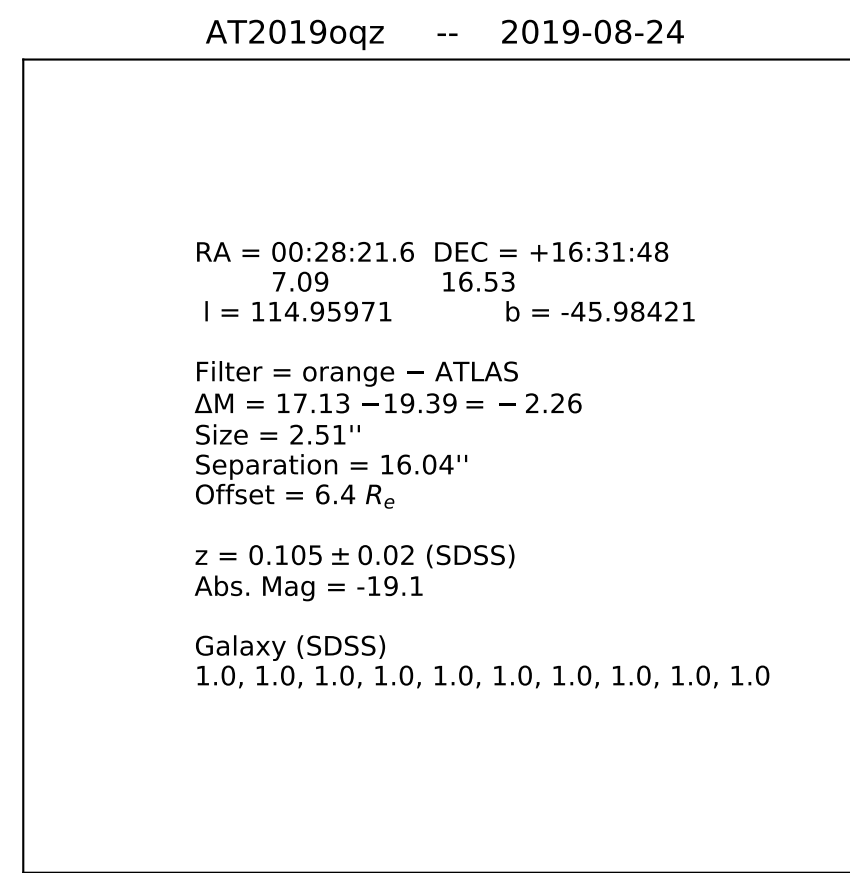 AT2019oqz -- 2019-08-24
RA = 00:28:21.6 DEC = +16:31:48
7.09 16.53
l = 114.95971 b = -45.98421
Filter = orange − ATLAS
ΔM = 17.13 −19.39 = − 2.26
Size = 2.51''
Separation = 16.04''
Offset = 6.4 Rₑ
z = 0.105 ± 0.02 (SDSS)
Abs. Mag = -19.1
Galaxy (SDSS)
1.0, 1.0, 1.0, 1.0, 1.0, 1.0, 1.0, 1.0, 1.0, 1.0